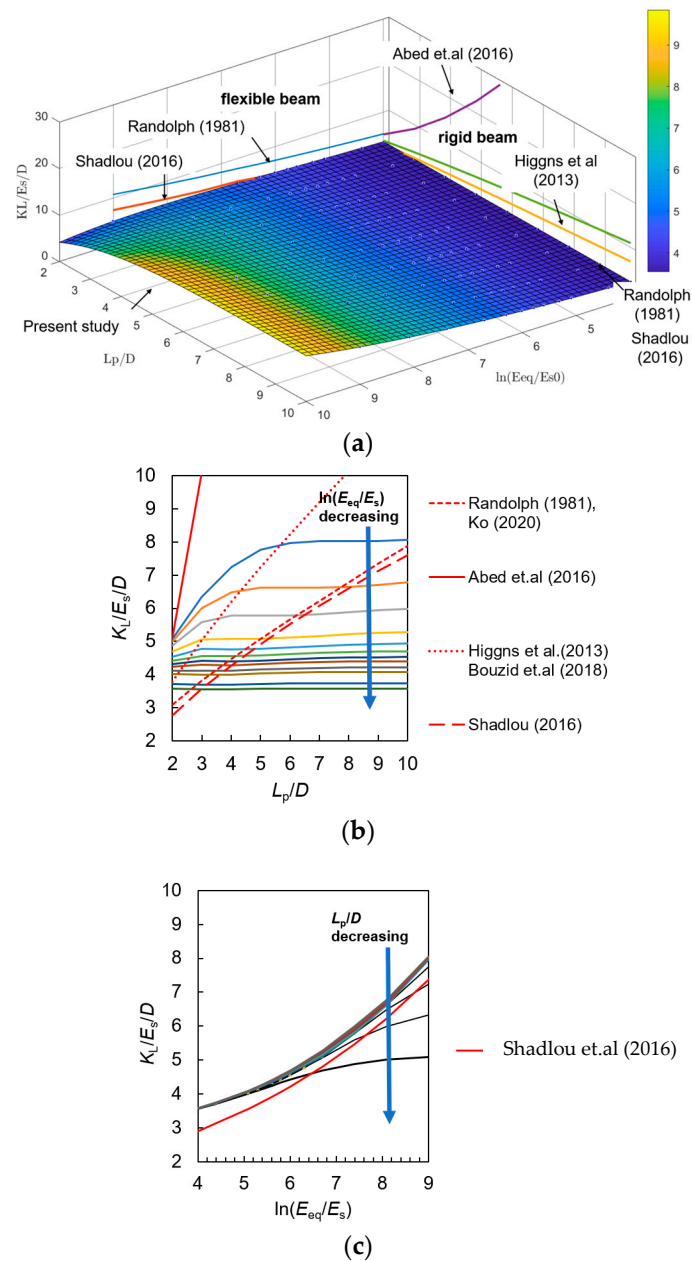 Abed et.al (2016)
flexible beam
Randolph (1981)
Shadlou (2016)
rigid beam
Higgns et al
(2013)
Randolph
(1981)
Shadlou
(2016)
Present study
KL/Es/D
30
20
10
0
Lp/D
2
3
4
5
6
7
8
9
10
ln(Eeq/Es0)
10
9
8
7
6
5
9
8
7
6
5
4
(a)
10
9
8
7
6
5
4
3
2
KL/Es/D
ln(Eeq/Es)
decreasing
2 3 4 5 6 7 8 9 10
Lp/D
Randolph (1981),
Ko (2020)
Abed et.al (2016)
Higgns et al.(2013)
Bouzid et.al (2018)
Shadlou (2016)
(b)
10
9
8
7
6
5
4
3
2
KL/Es/D
Lp/D
decreasing
4 5 6 7 8 9
ln(Eeq/Es)
Shadlou et.al (2016)
(c)